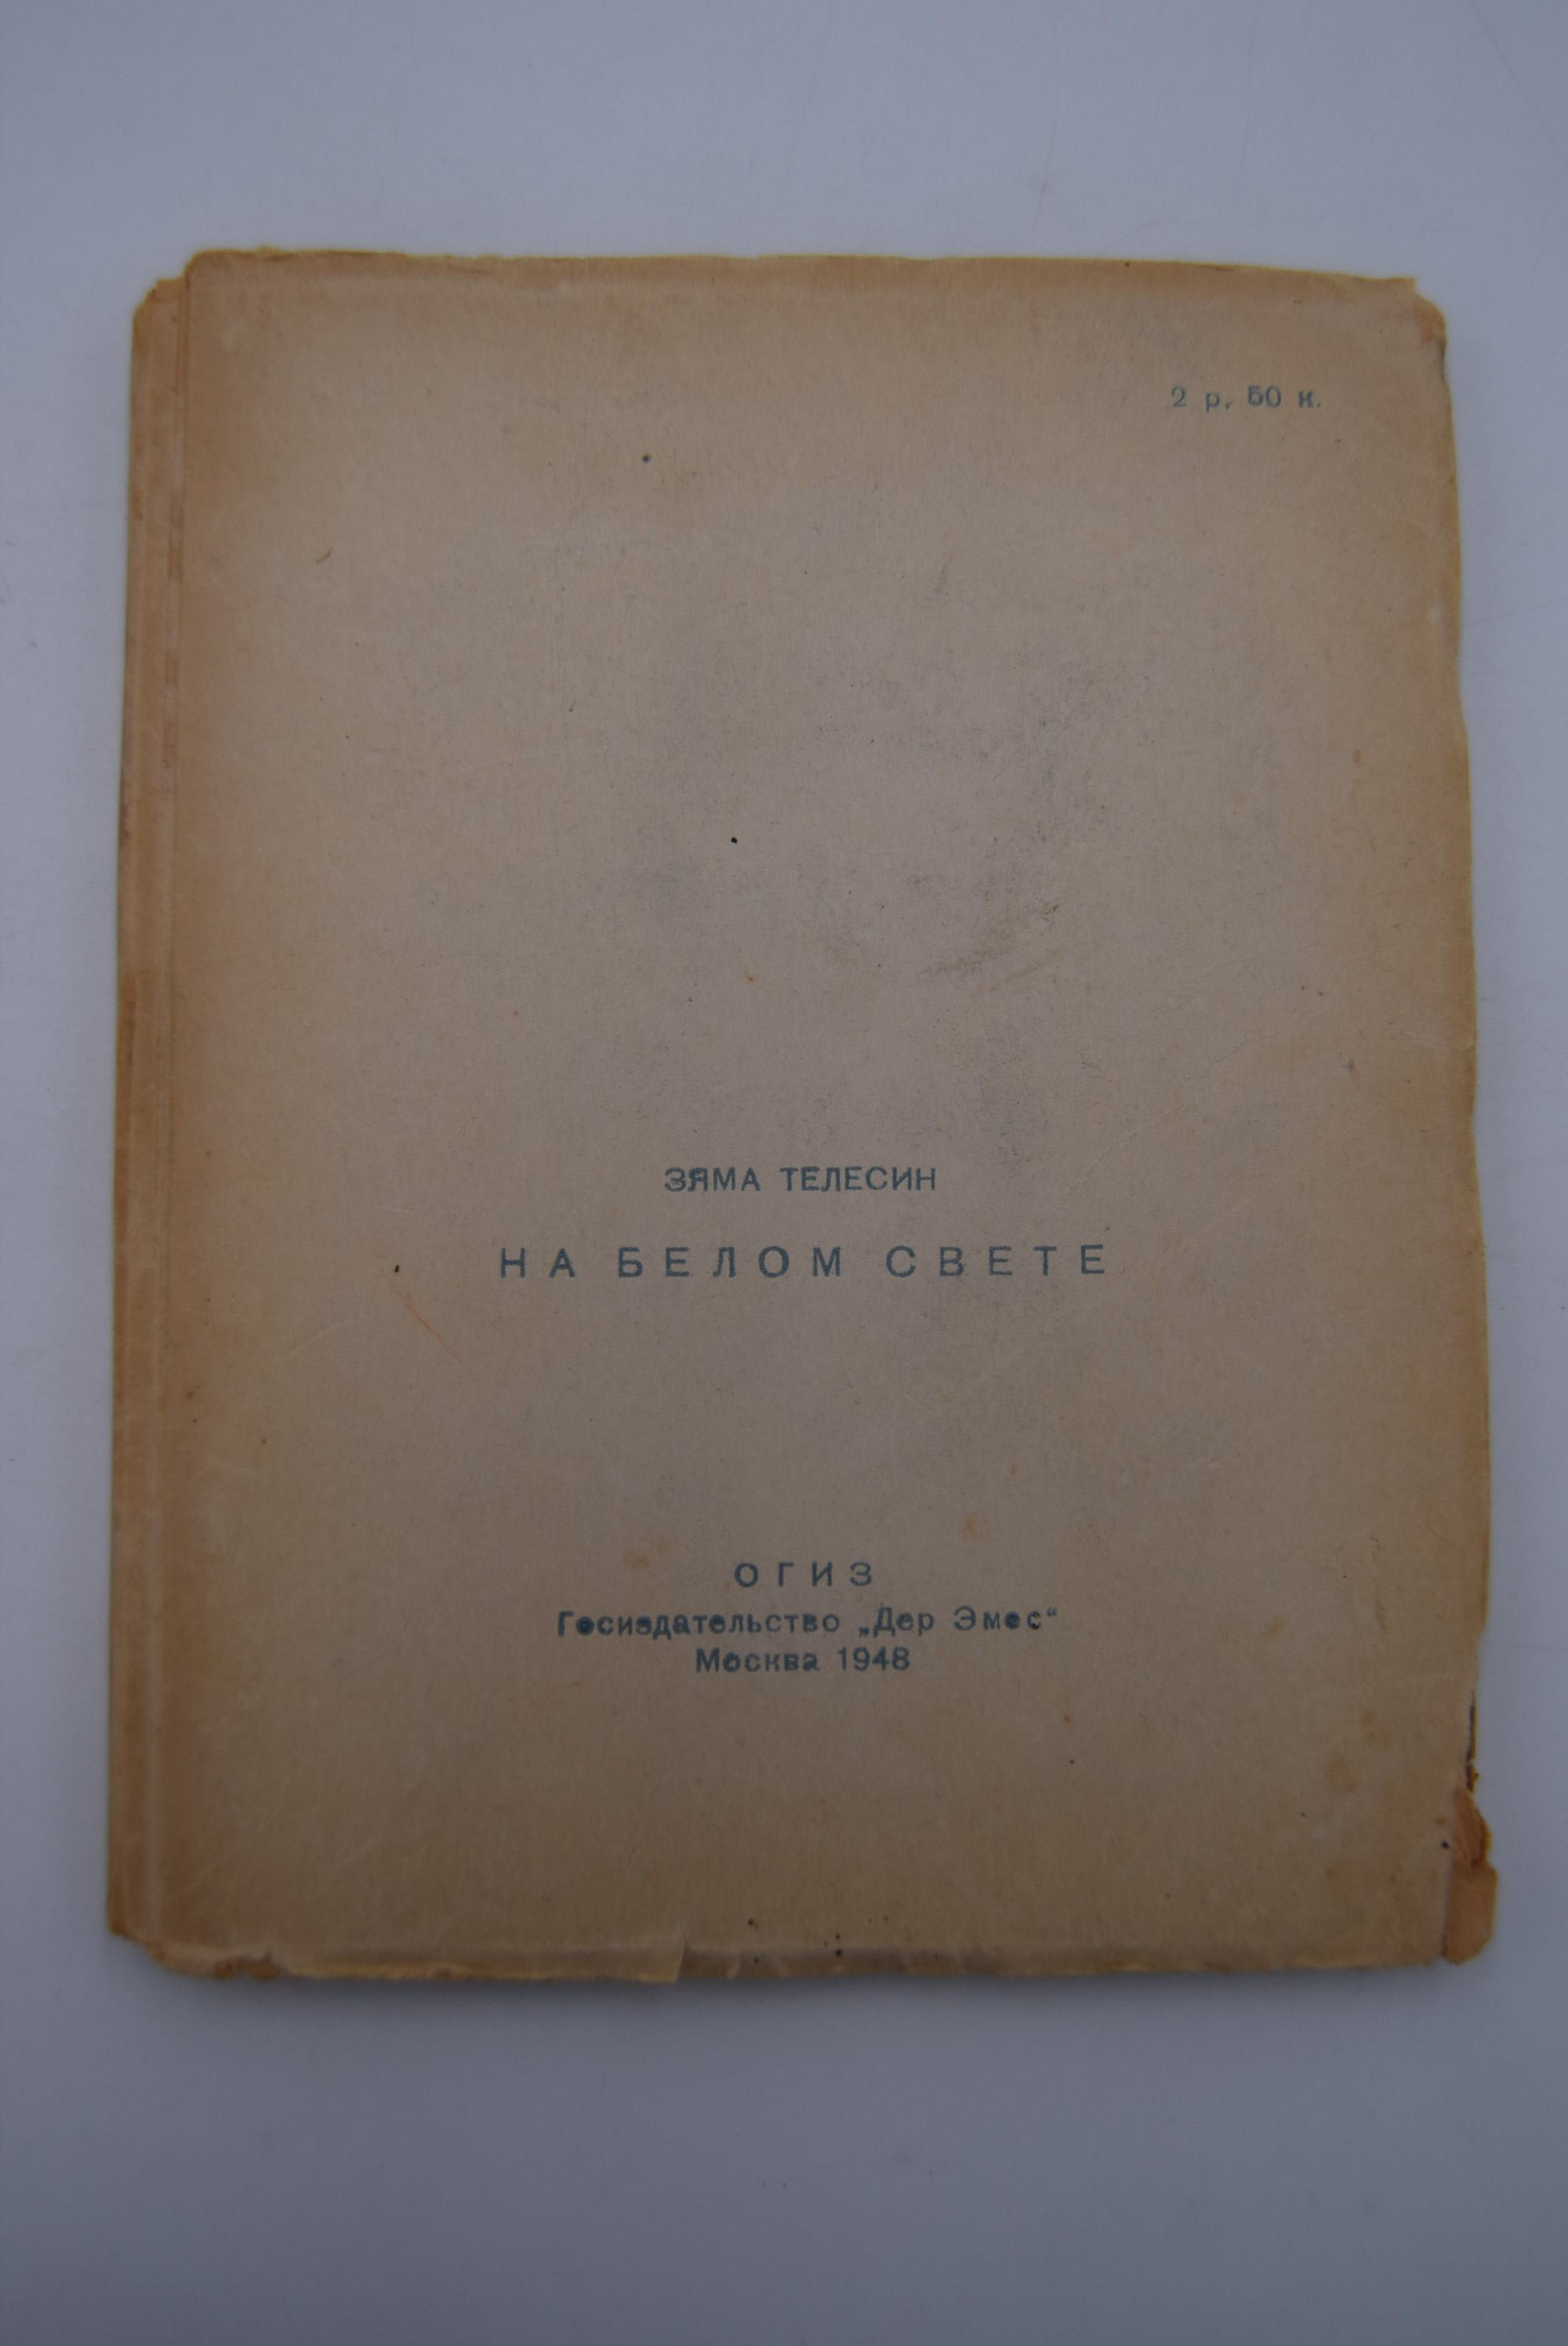 2 р. 50 к.
ЗЯМА ТЕЛЕСИН
НА БЕЛОМ СВЕТЕ
ОГИЗ
Госиздательство „Дер Эмес“
Москва 1948